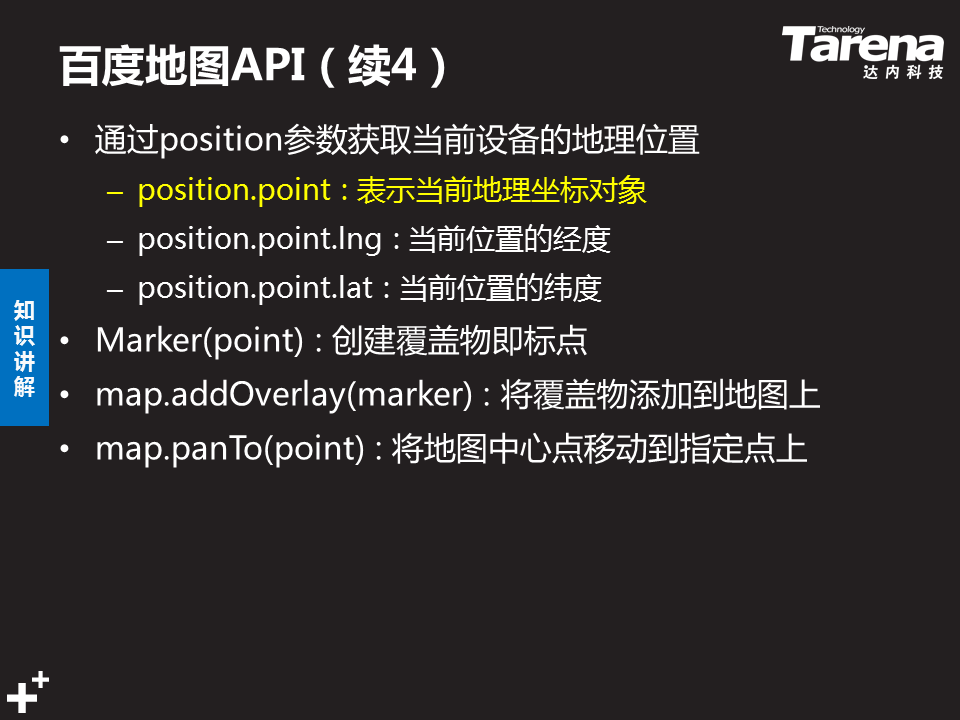 百度地图API（续4）
Technology
Tarena
达内科技
• 通过position参数获取当前设备的地理位置
– position.point：表示当前地理坐标对象
– position.point.lng：当前位置的经度
– position.point.lat：当前位置的纬度
• Marker(point)：创建覆盖物即标点
• map.addOverlay(marker)：将覆盖物添加到地图上
• map.panTo(point)：将地图中心点移动到指定点上
知识讲解